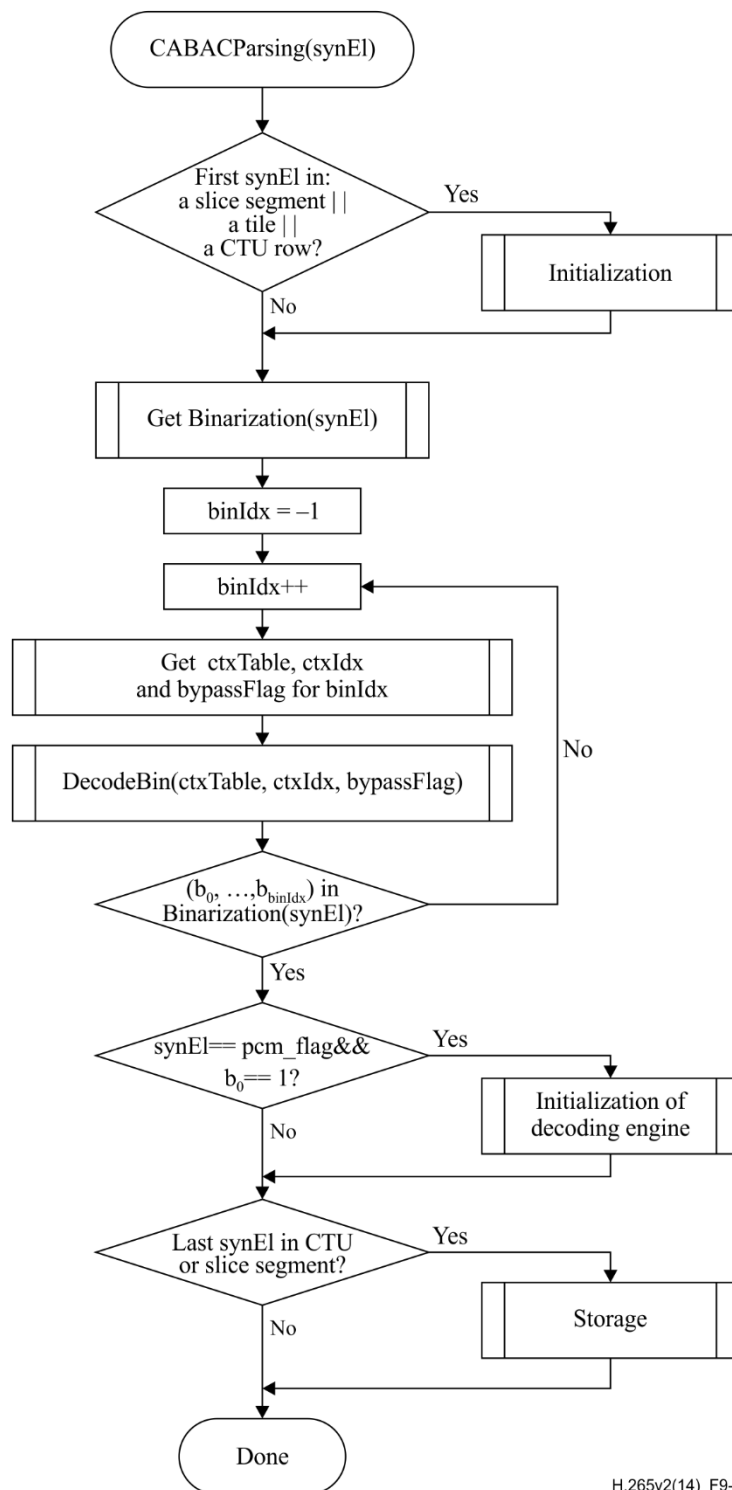 CABACParsing(synEl)
First synEl in:
a slice segment | |
a tile | |
a CTU row?
Yes
Initialization
No
Get Binarization(synEl)
binIdx = –1
binIdx++
Get ctxTable, ctxIdx
and bypassFlag for binIdx
No
DecodeBin(ctxTable, ctxIdx, bypassFlag)
(b0, …,bbinIdx) in
Binarization(synEl)?
Yes
synEl== pcm_flag&&
b0== 1?
Yes
Initialization of
decoding engine
No
Last synEl in CTU
or slice segment?
Yes
Storage
No
Done
H.265v2(14)_F9-